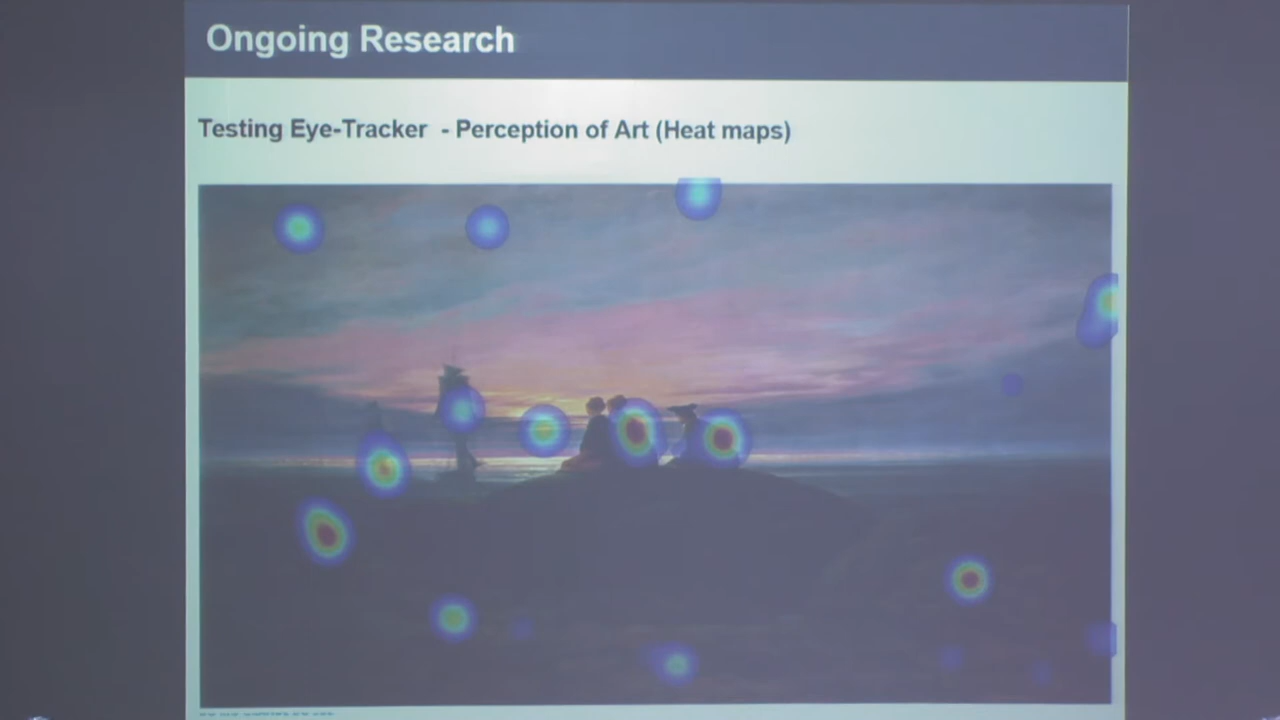 Ongoing Research
Testing Eye-Tracker - Perception of Art (Heat maps)